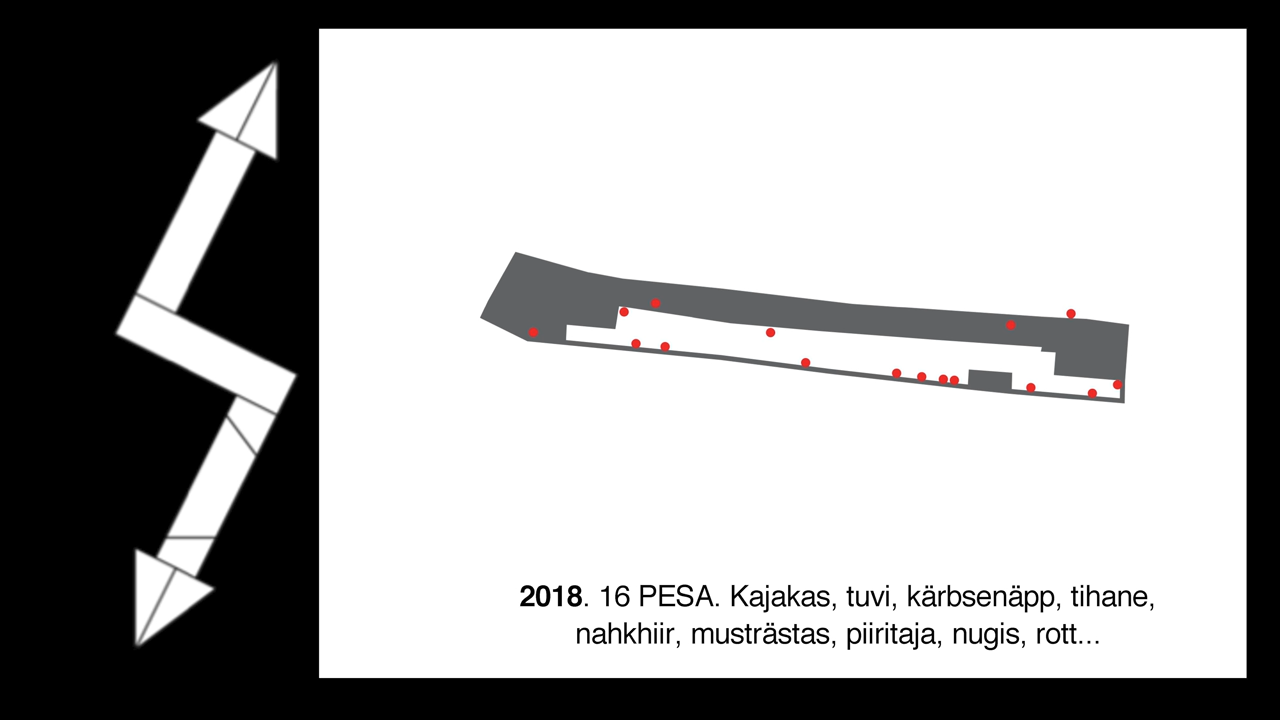 2018. 16 PESA. Kajakas, tuvi, kärbsenäpp, tihane,
nahkhiir, musträstas, piiritaja, nugis, rott...